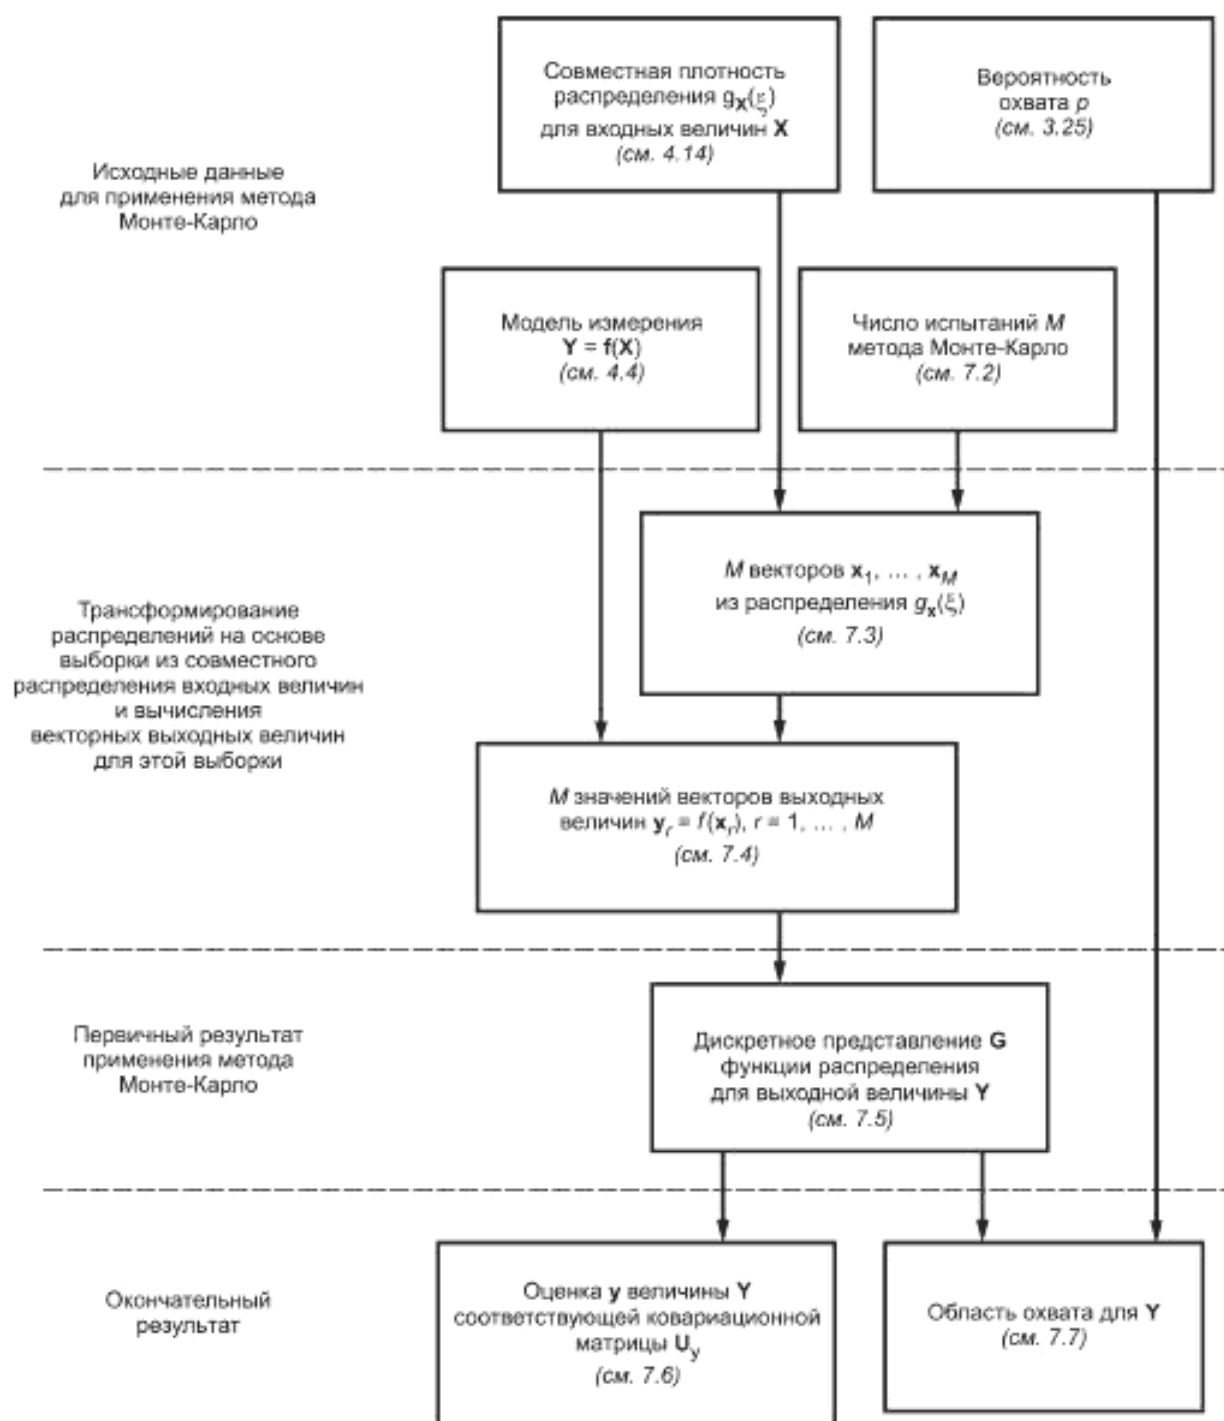 Совместная плотность
распределения gX(ξ)
для входных величин X
(см. 4.14)
Вероятность
охвата p
(см. 3.25)
Исходные данные
для применения метода
Монте-Карло
Модель измерения
Y = f(X)
(см. 4.4)
Число испытаний M
метода Монте-Карло
(см. 7.2)
M векторов x1, … , xM
из распределения gx(ξ)
(см. 7.3)
Трансформирование
распределений на основе
выборки из совместного
распределения входных величин
и вычисления
векторных выходных величин
для этой выборки
M значений векторов выходных
величин yr = f(xr), r = 1, … , M
(см. 7.4)
Первичный результат
применения метода
Монте-Карло
Дискретное представление G
функции распределения
для выходной величины Y
(см. 7.5)
Окончательный
результат
Оценка y величины Y
соответствующей ковариационной
матрицы Uy
(см. 7.6)
Область охвата для Y
(см. 7.7)